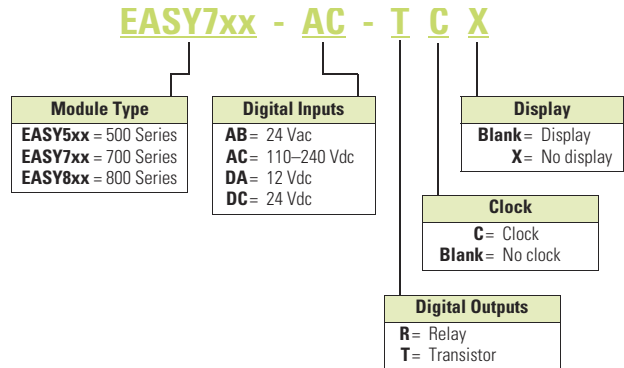 EASY7xx - AC - T C X
Module Type
EASY5xx = 500 Series
EASY7xx = 700 Series
EASY8xx = 800 Series
Digital Inputs
AB = 24 Vac
AC = 110–240 Vdc
DA = 12 Vdc
DC = 24 Vdc
Display
Blank = Display
X = No display
Clock
C = Clock
Blank = No clock
Digital Outputs
R = Relay
T = Transistor